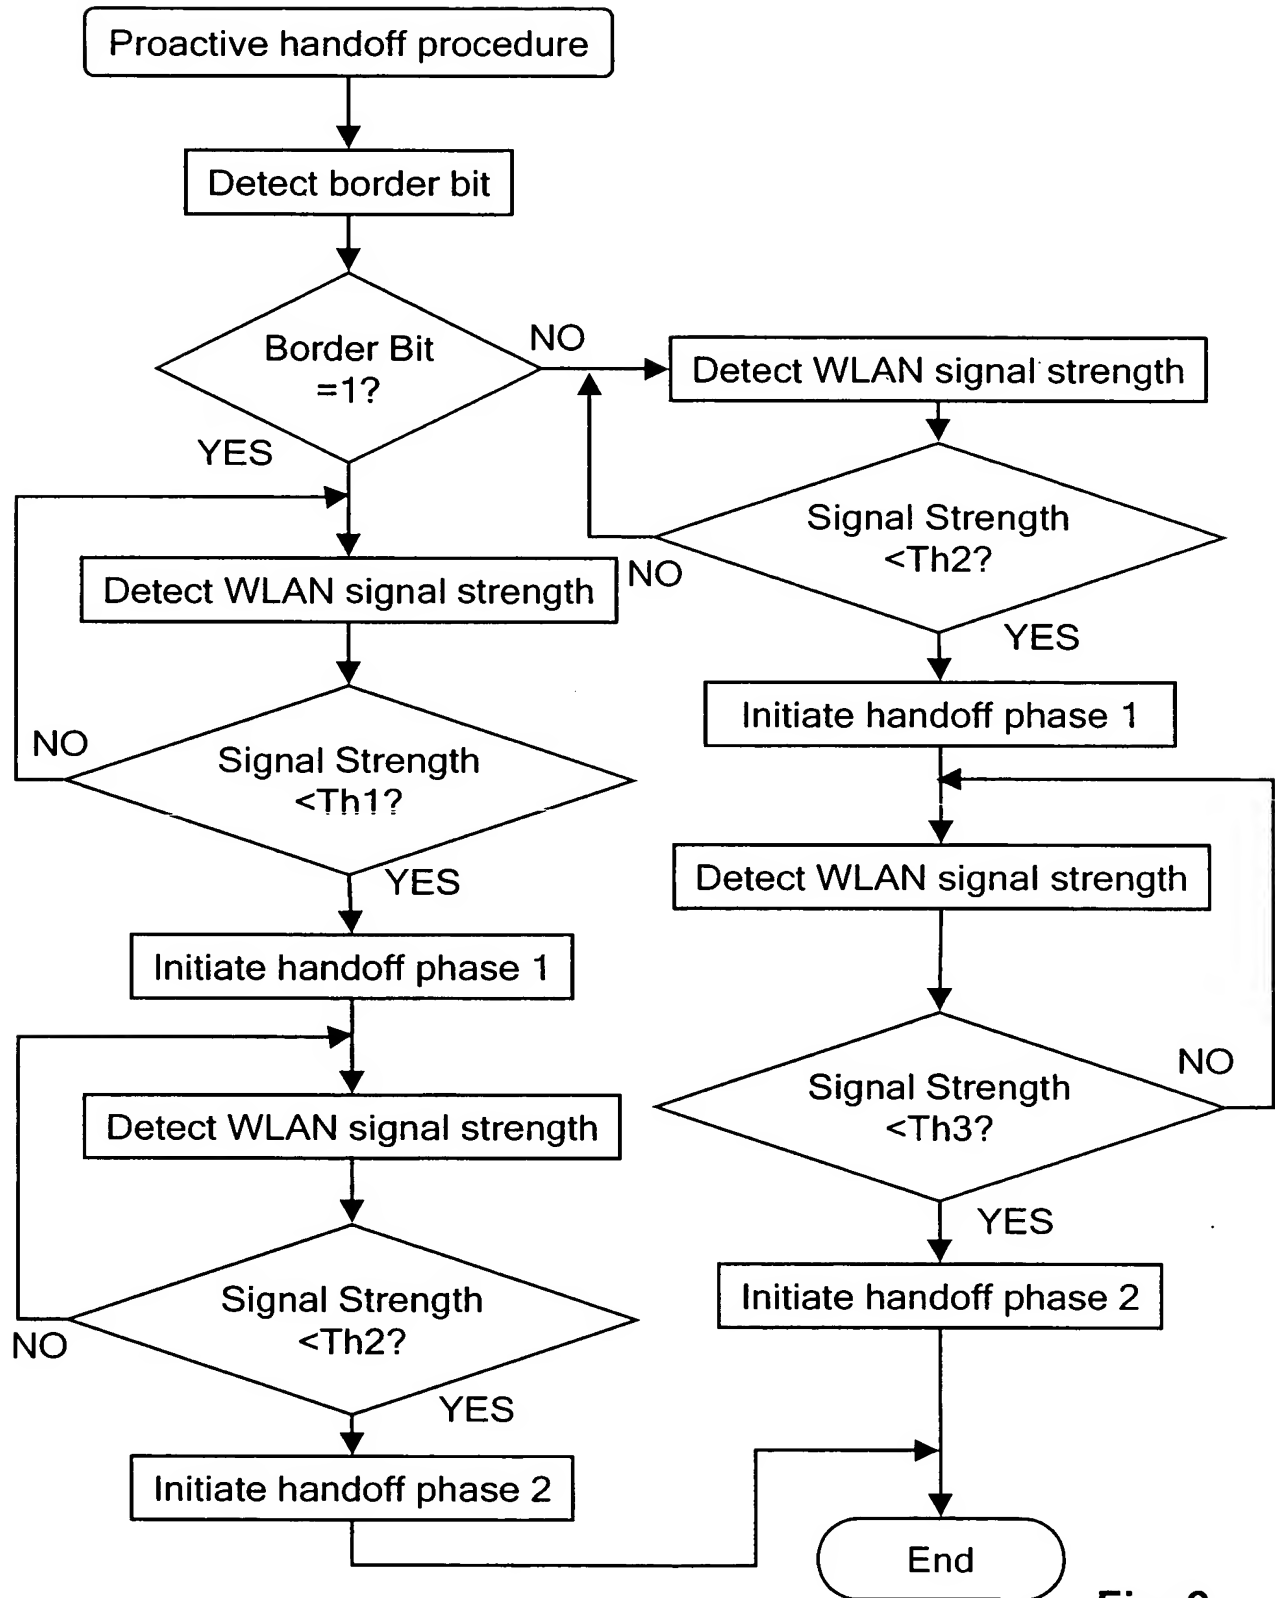 Proactive handoff procedure
Detect border bit
Border Bit
=1?
NO
YES
Detect WLAN signal strength
Signal Strength
<Th2?
NO
YES
Initiate handoff phase 1
Detect WLAN signal strength
Signal Strength
<Th3?
NO
YES
Initiate handoff phase 2
Detect WLAN signal strength
Signal Strength
<Th1?
NO
YES
Initiate handoff phase 1
Detect WLAN signal strength
Signal Strength
<Th2?
NO
YES
Initiate handoff phase 2
End